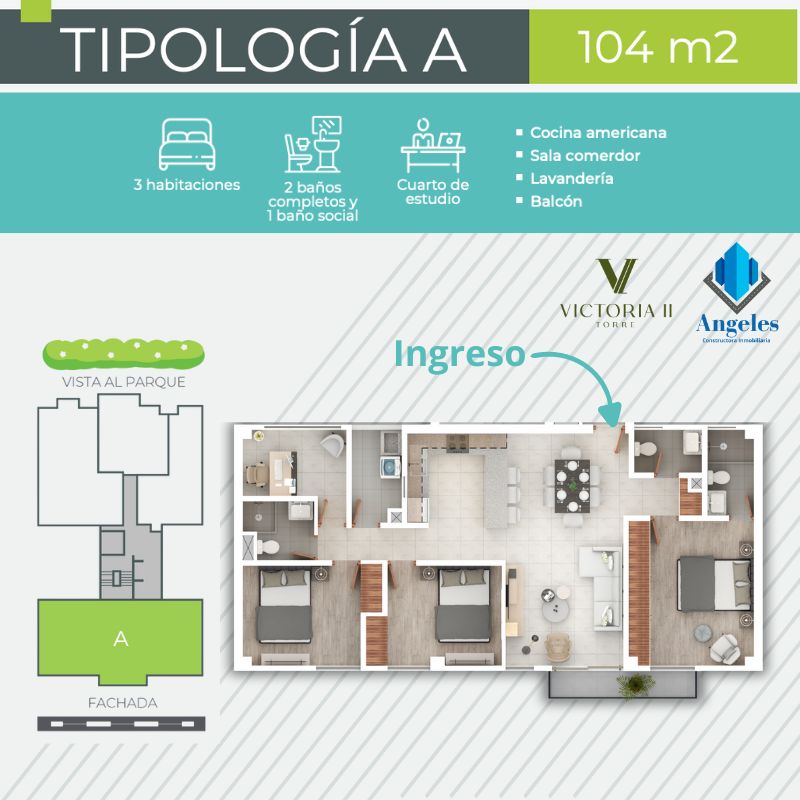 TIPOLOGÍA A
104 m2
3 habitaciones
2 baños
completos y
1 baño social
Cuarto de
estudio
Cocina americana
Sala comerdor
Lavandería
Balcón
VICTORIA II
TORRE
Angeles
Constructora Inmobiliaria
Ingreso
VISTA AL PARQUE
A
FACHADA